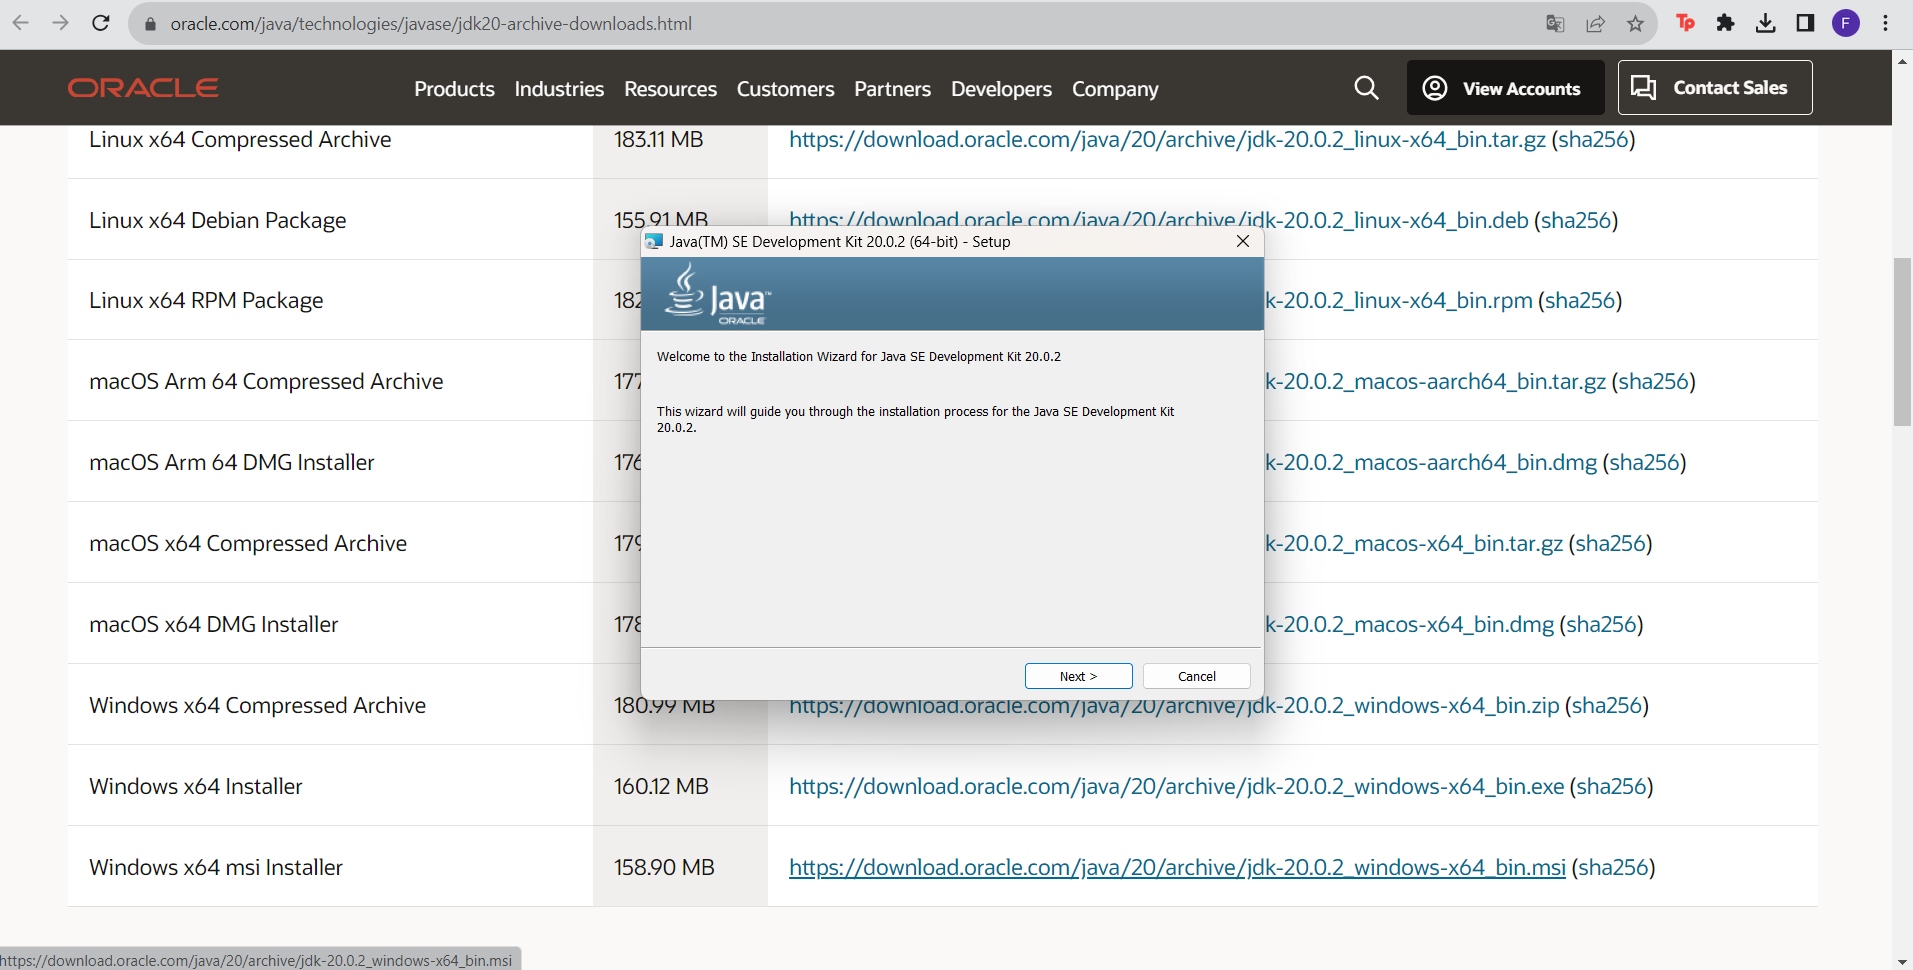 oracle.com/java/technologies/javase/jdk20-archive-downloads.html
Tp
F
ORACLE
Products Industries Resources Customers Partners Developers Company
View Accounts
Contact Sales
Linux x64 Compressed Archive 183.11 MB https://download.oracle.com/java/20/archive/jdk-20.0.2_linux-x64_bin.tar.gz (sha256)
Linux x64 Debian Package 155.91 MB https://download.oracle.com/java/20/archive/jdk-20.0.2_linux-x64_bin.deb (sha256)
Java(TM) SE Development Kit 20.0.2 (64-bit) - Setup
Java™
ORACLE
Linux x64 RPM Package 182 k-20.0.2_linux-x64_bin.rpm (sha256)
Welcome to the Installation Wizard for Java SE Development Kit 20.0.2
macOS Arm 64 Compressed Archive 177 k-20.0.2_macos-aarch64_bin.tar.gz (sha256)
This wizard will guide you through the installation process for the Java SE Development Kit
20.0.2.
macOS Arm 64 DMG Installer 176 k-20.0.2_macos-aarch64_bin.dmg (sha256)
macOS x64 Compressed Archive 179 k-20.0.2_macos-x64_bin.tar.gz (sha256)
macOS x64 DMG Installer 178 k-20.0.2_macos-x64_bin.dmg (sha256)
Next > Cancel
Windows x64 Compressed Archive 180.99 MB https://download.oracle.com/java/20/archive/jdk-20.0.2_windows-x64_bin.zip (sha256)
Windows x64 Installer 160.12 MB https://download.oracle.com/java/20/archive/jdk-20.0.2_windows-x64_bin.exe (sha256)
Windows x64 msi Installer 158.90 MB https://download.oracle.com/java/20/archive/jdk-20.0.2_windows-x64_bin.msi (sha256)
https://download.oracle.com/java/20/archive/jdk-20.0.2_windows-x64_bin.msi